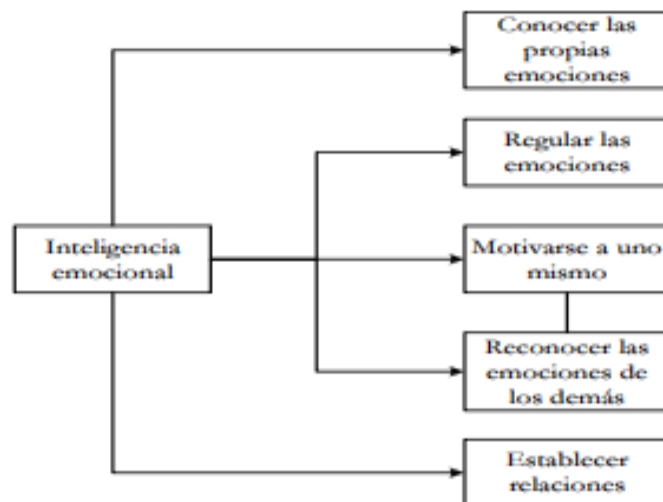 Conocer las
propias
emociones
Regular las
emociones
Inteligencia
emocional
Motivarse a uno
mismo
Reconocer las
emociones de
los demás
Establecer
relaciones